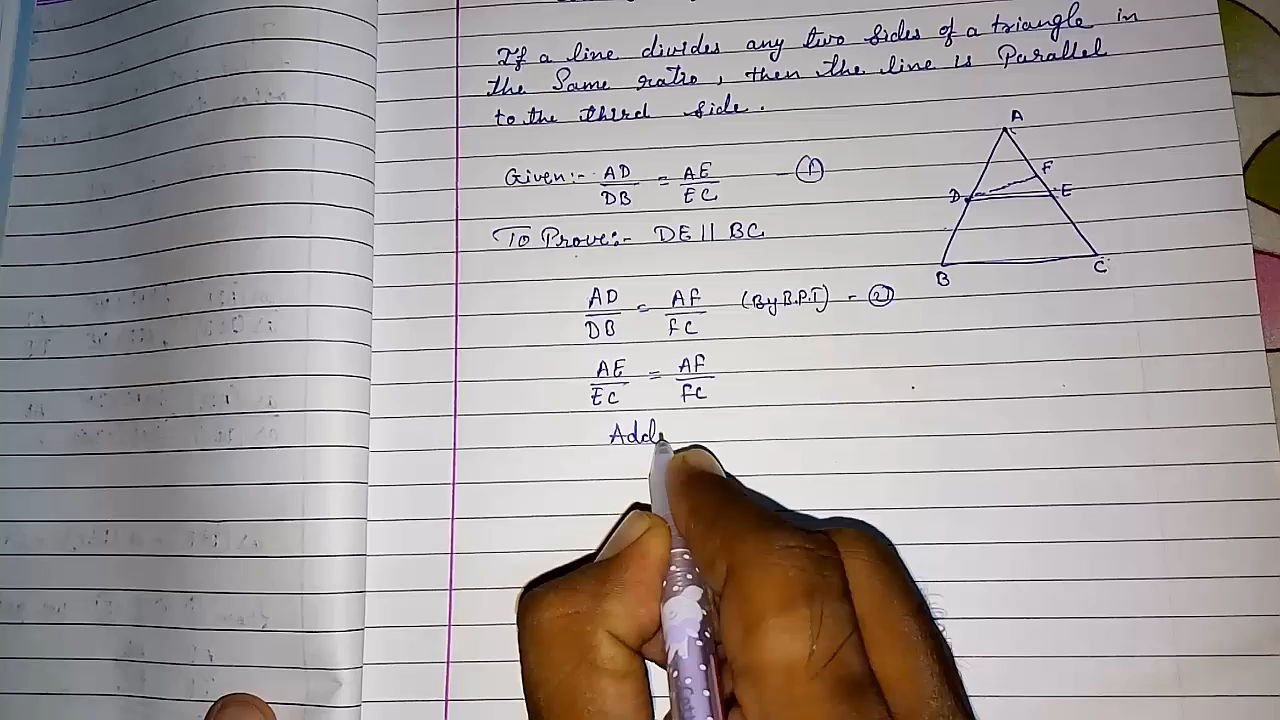 If a line divides any two sides of a triangle in
the Same ratio, then the line is Parallel
to the third side.
Given:- AD/DB = AE/EC - ①
To Prove:- DE || BC
AD/DB = AF/FC (By B.P.T) - ②
AE/EC = AF/FC
Add
A
F
D
E
B
C